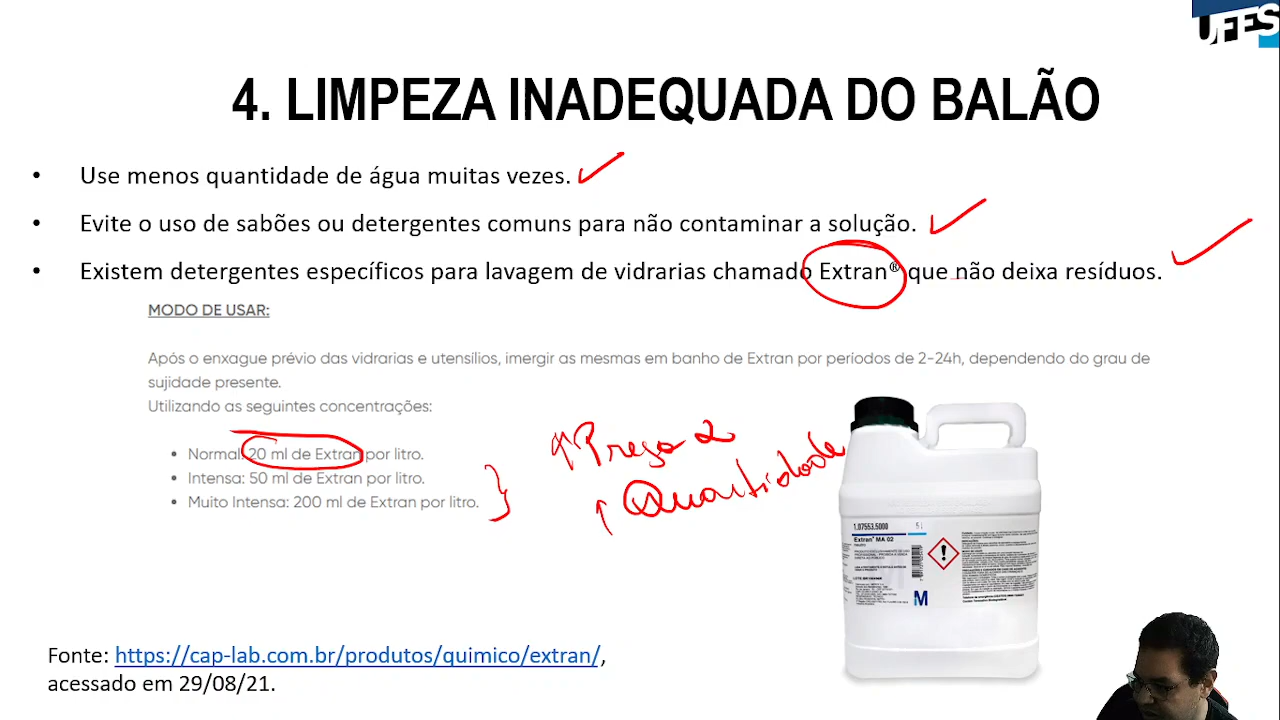 UFES
4. LIMPEZA INADEQUADA DO BALÃO
• Use menos quantidade de água muitas vezes.
• Evite o uso de sabões ou detergentes comuns para não contaminar a solução.
• Existem detergentes específicos para lavagem de vidrarias chamado Extran® que não deixa resíduos.
MODO DE USAR:
Após o enxague prévio das vidrarias e utensílios, imergir as mesmas em banho de Extran por períodos de 2-24h, dependendo do grau de
sujidade presente.
Utilizando as seguintes concentrações:
• Normal: 20 ml de Extran por litro.
• Intensa: 50 ml de Extran por litro.
• Muito Intensa: 200 ml de Extran por litro.
↑ Preço
↑ Quantidade
1.07553.5000 5 l
Extran® MA 02
M
Fonte: https://cap-lab.com.br/produtos/quimico/extran/,
acessado em 29/08/21.